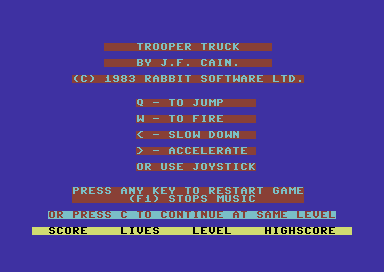 TROOPER TRUCK
BY J.F. CAIN.
(C) 1983 RABBIT SOFTWARE LTD.
Q - TO JUMP
W - TO FIRE
< - SLOW DOWN
> - ACCELERATE
OR USE JOYSTICK
PRESS ANY KEY TO RESTART GAME
(F1) STOPS MUSIC
OR PRESS C TO CONTINUE AT SAME LEVEL
SCORE LIVES LEVEL HIGHSCORE